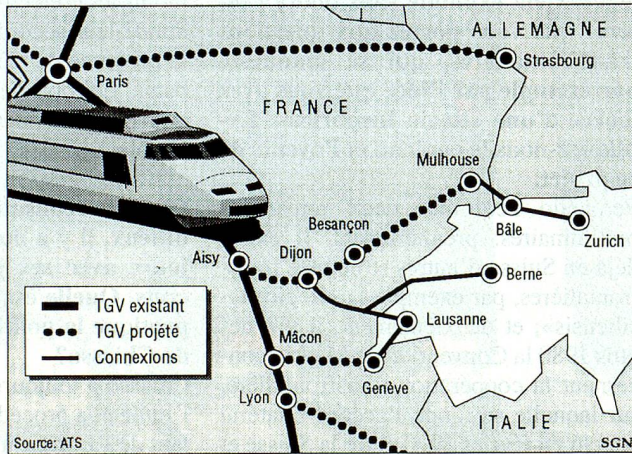 ALLEMAGNE
Strasbourg
Paris
FRANCE
Mulhouse
Besançon
Bâle
Zurich
Dijon
Aisy
Berne
TGV existant
TGV projété
Connexions
Lausanne
Mâcon
Genève
Lyon
ITALIE
Source: ATS
SGN